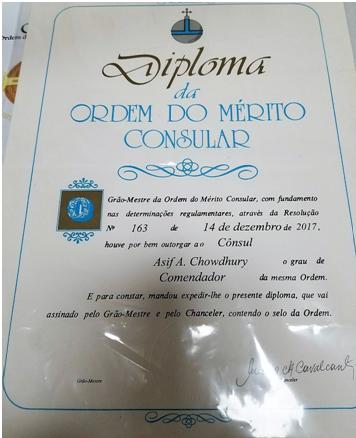 Ordem d
Diploma
da
ORDEM DO MÉRITO
CONSULAR
Grão-Mestre da Ordem do Mérito Consular, com fundamento
nas determinações regulamentares, através da Resolução
Nº 163 de 14 de dezembro de 2017,
houve por bem outorgar ao Cônsul
Asif A. Chowdhury o grau de
Comendador da mesma Ordem.
E para constar, mandou expedir-lhe o presente diploma, que vai
assinado pelo Grão-Mestre e pelo Chanceler, contendo o selo da Ordem.
Grão-Mestre